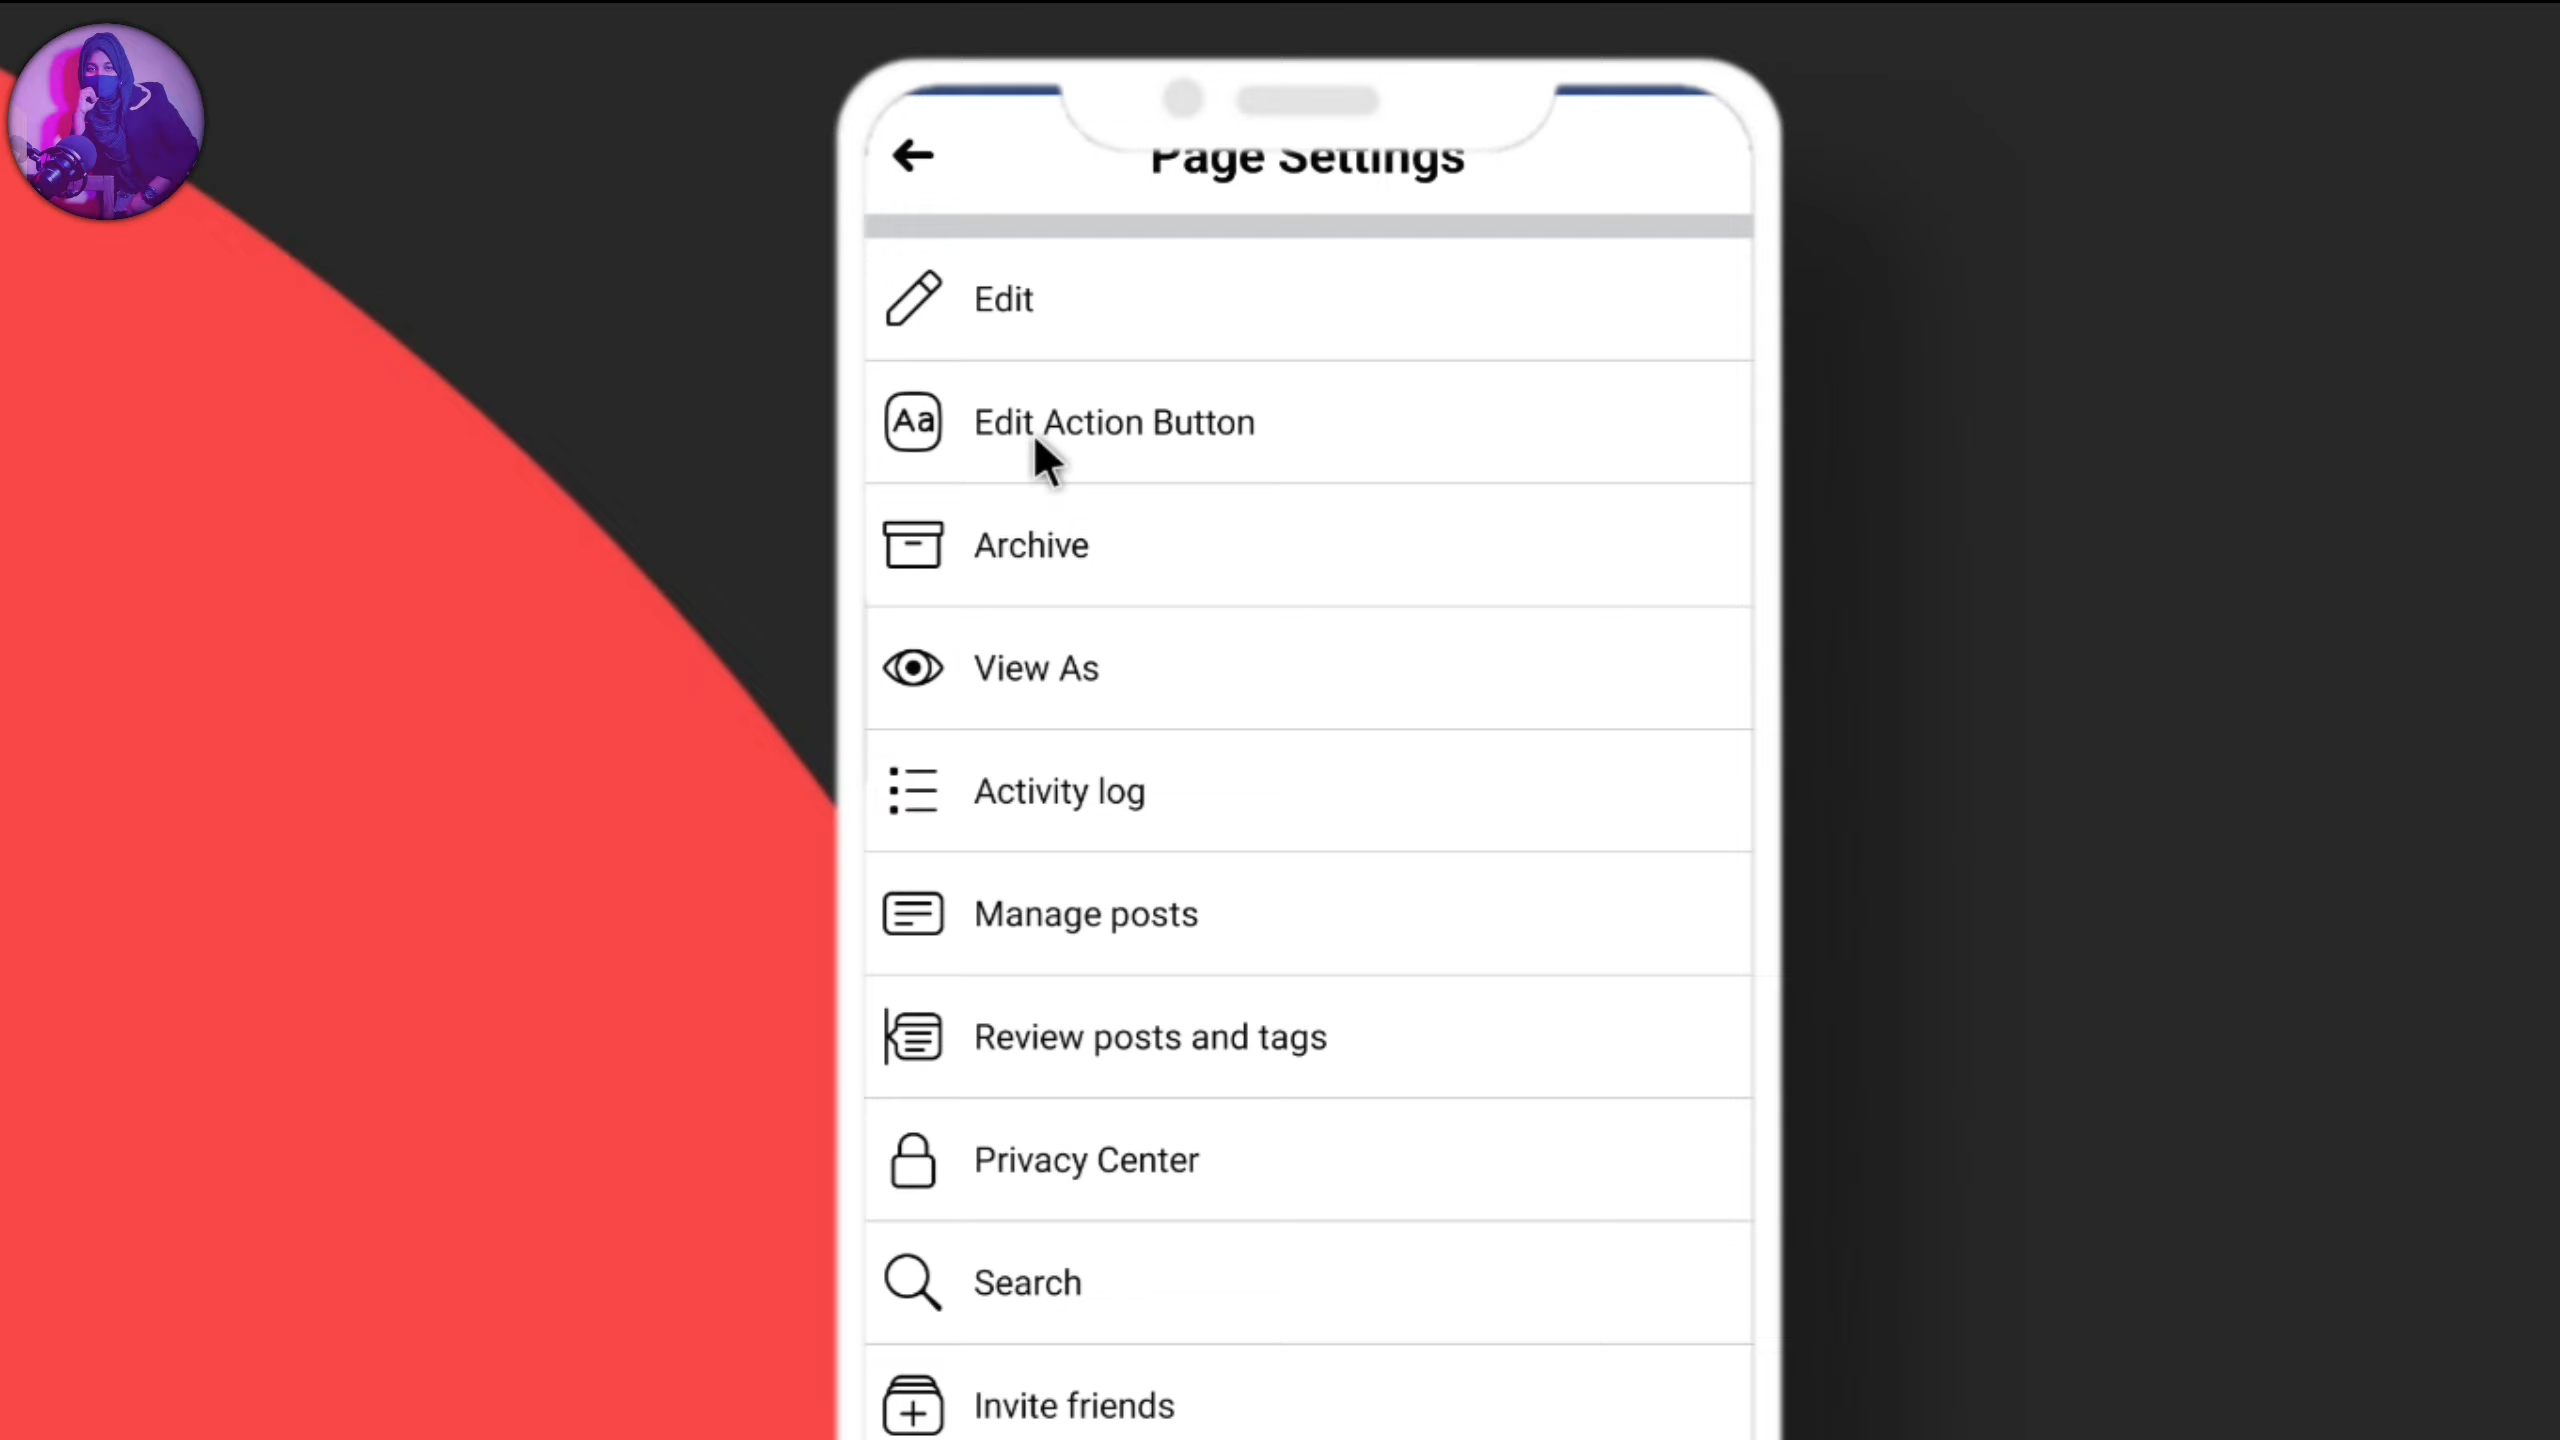 Page Settings
Edit
Aa
Edit Action Button
Archive
View As
Activity log
Manage posts
Review posts and tags
Privacy Center
Search
Invite friends